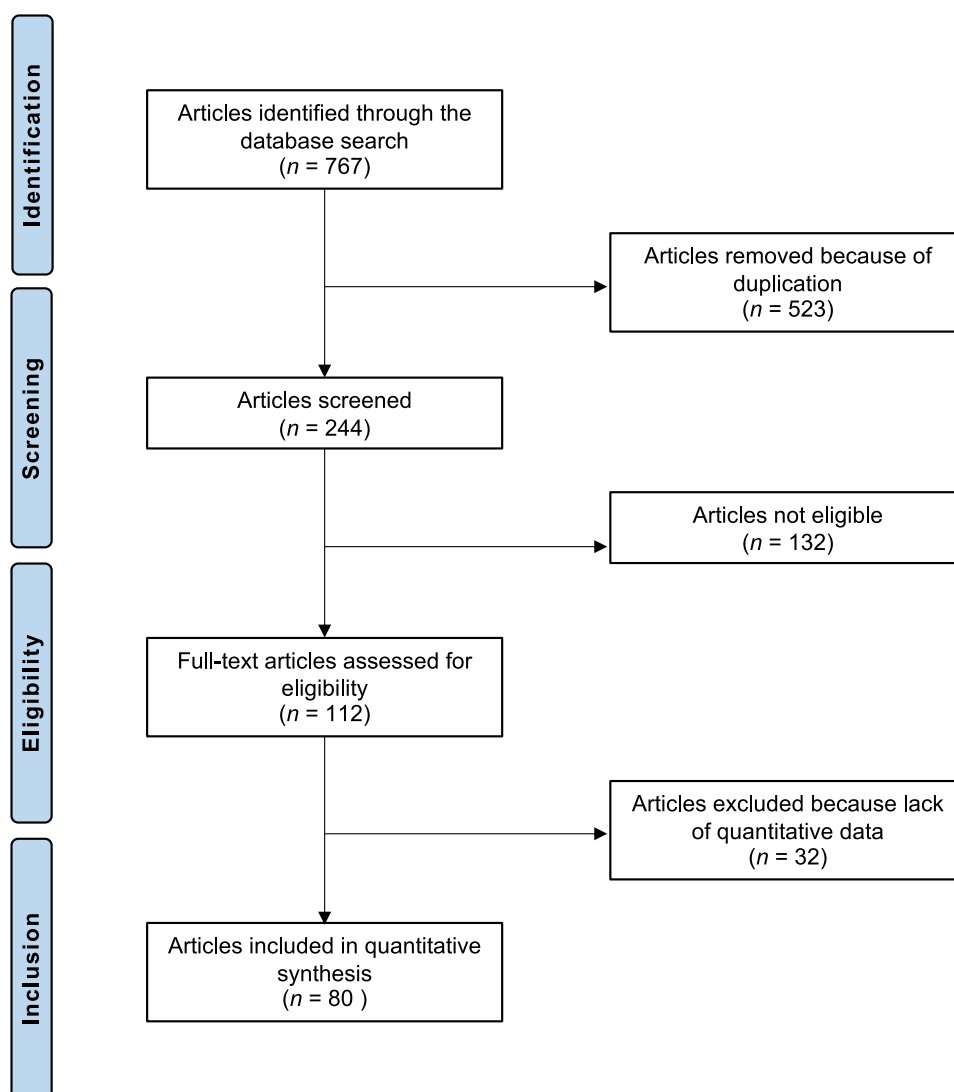 Identification
Articles identified through the
database search
(n = 767)
Articles removed because of
duplication
(n = 523)
Screening
Articles screened
(n = 244)
Articles not eligible
(n = 132)
Eligibility
Full-text articles assessed for
eligibility
(n = 112)
Articles excluded because lack
of quantitative data
(n = 32)
Inclusion
Articles included in quantitative
synthesis
(n = 80 )